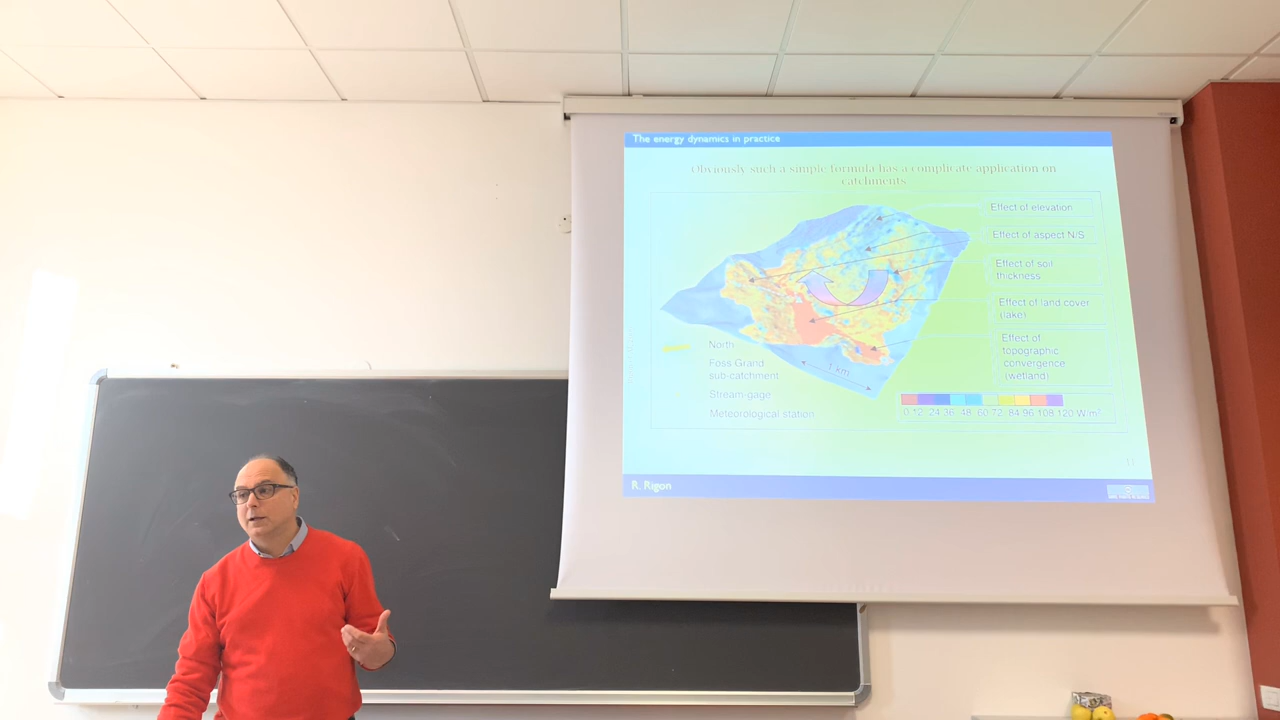 The energy dynamics in practice
Obviously such a simple formula has a complicate application on
catchments
Effect of elevation
Effect of aspect N/S
Effect of soil
thickness
Effect of land cover
(lake)
Effect of
topographic
convergence
(wetland)
North
Foss Grand
sub-catchment
Stream-gage
Meteorological station
1 km
0 12 24 36 48 60 72 84 96 108 120 W/m²
11
R. Rigon